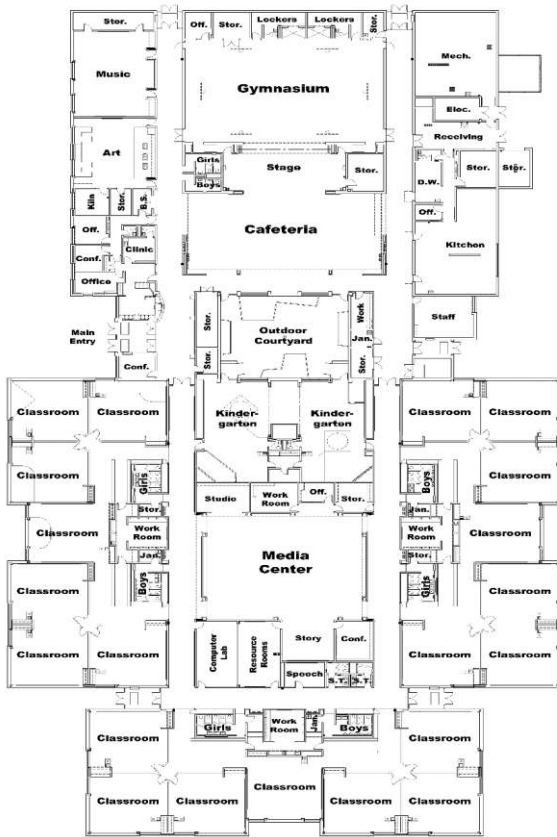 Stor.
Off.
Stor.
Lockers
Lockers
Stor.
Music
Gymnasium
Mech.
Elec.
Receiving
Art
Girls
Boys
Stage
Stor.
D.W.
Stor.
Stor.
Kiln
Stor.
B.S.
Off.
Off.
Clinic
Cafeteria
Kitchen
Conf.
Office
Main
Entry
Stor.
Stor.
Outdoor
Courtyard
Work
Jan.
Stor.
Staff
Conf.
Classroom
Classroom
Kinder-
garton
Kinder-
garton
Classroom
Classroom
Classroom
Girls
Boys
Classroom
Studio
Work
Room
Off.
Stor.
Stor.
Jan.
Classroom
Work
Room
Media
Center
Work
Room
Classroom
Jan.
Stor.
Classroom
Boys
Girls
Classroom
Classroom
Classroom
Computer
Lab
Resource
Rooms
Story
Conf.
Classroom
Classroom
Speech
S.T.
S.T.
Girls
Work
Room
Jan.
Boys
Classroom
Classroom
Classroom
Classroom
Classroom
Classroom
Classroom